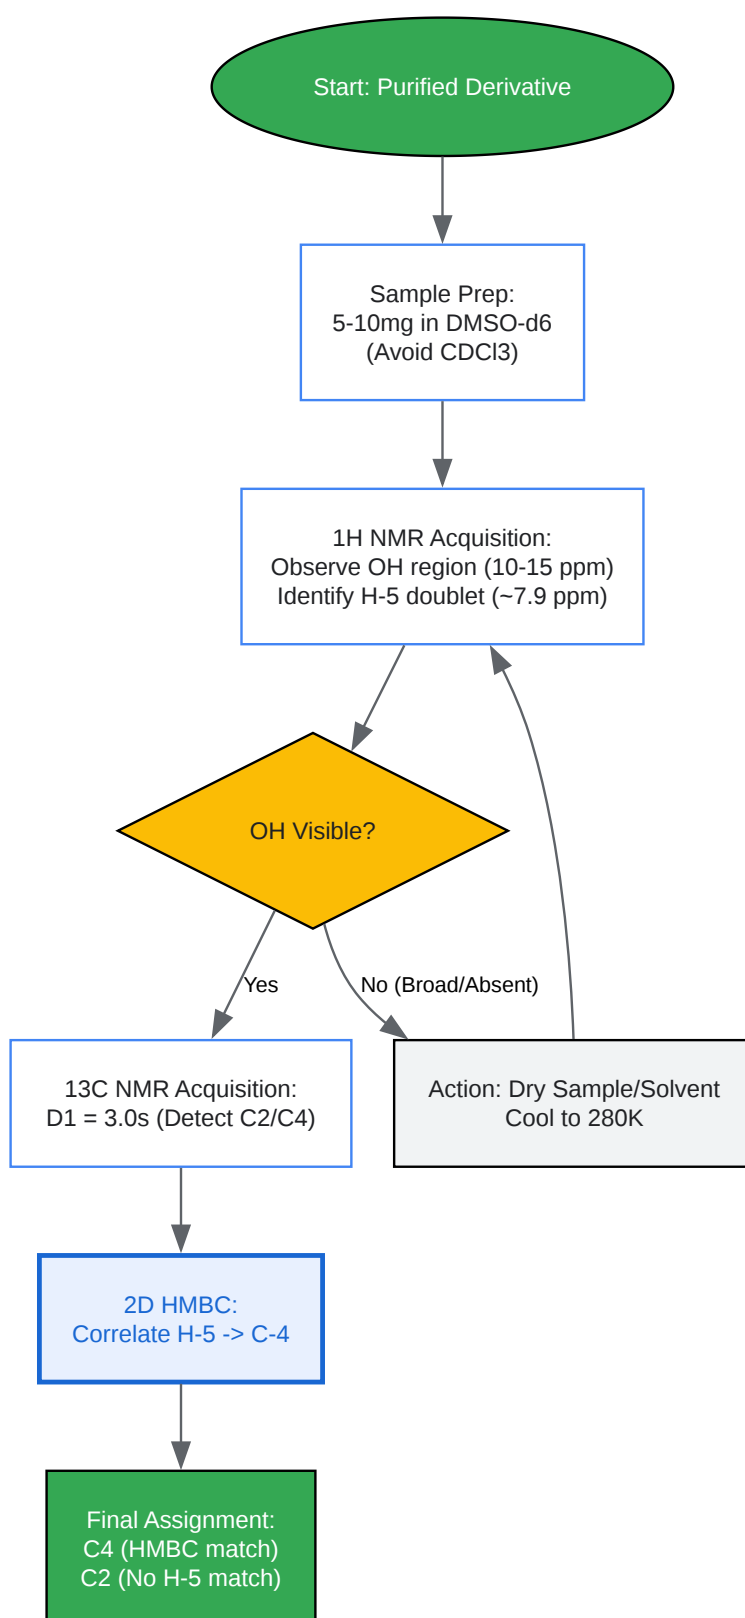 Start: Purified Derivative
Sample Prep:
5-10mg in DMSO-d6
(Avoid CDCl3)
1H NMR Acquisition:
Observe OH region (10-15 ppm)
Identify H-5 doublet (~7.9 ppm)
OH Visible?
Yes
No (Broad/Absent)
13C NMR Acquisition:
D1 = 3.0s (Detect C2/C4)
Action: Dry Sample/Solvent
Cool to 280K
2D HMBC:
Correlate H-5 -> C-4
Final Assignment:
C4 (HMBC match)
C2 (No H-5 match)